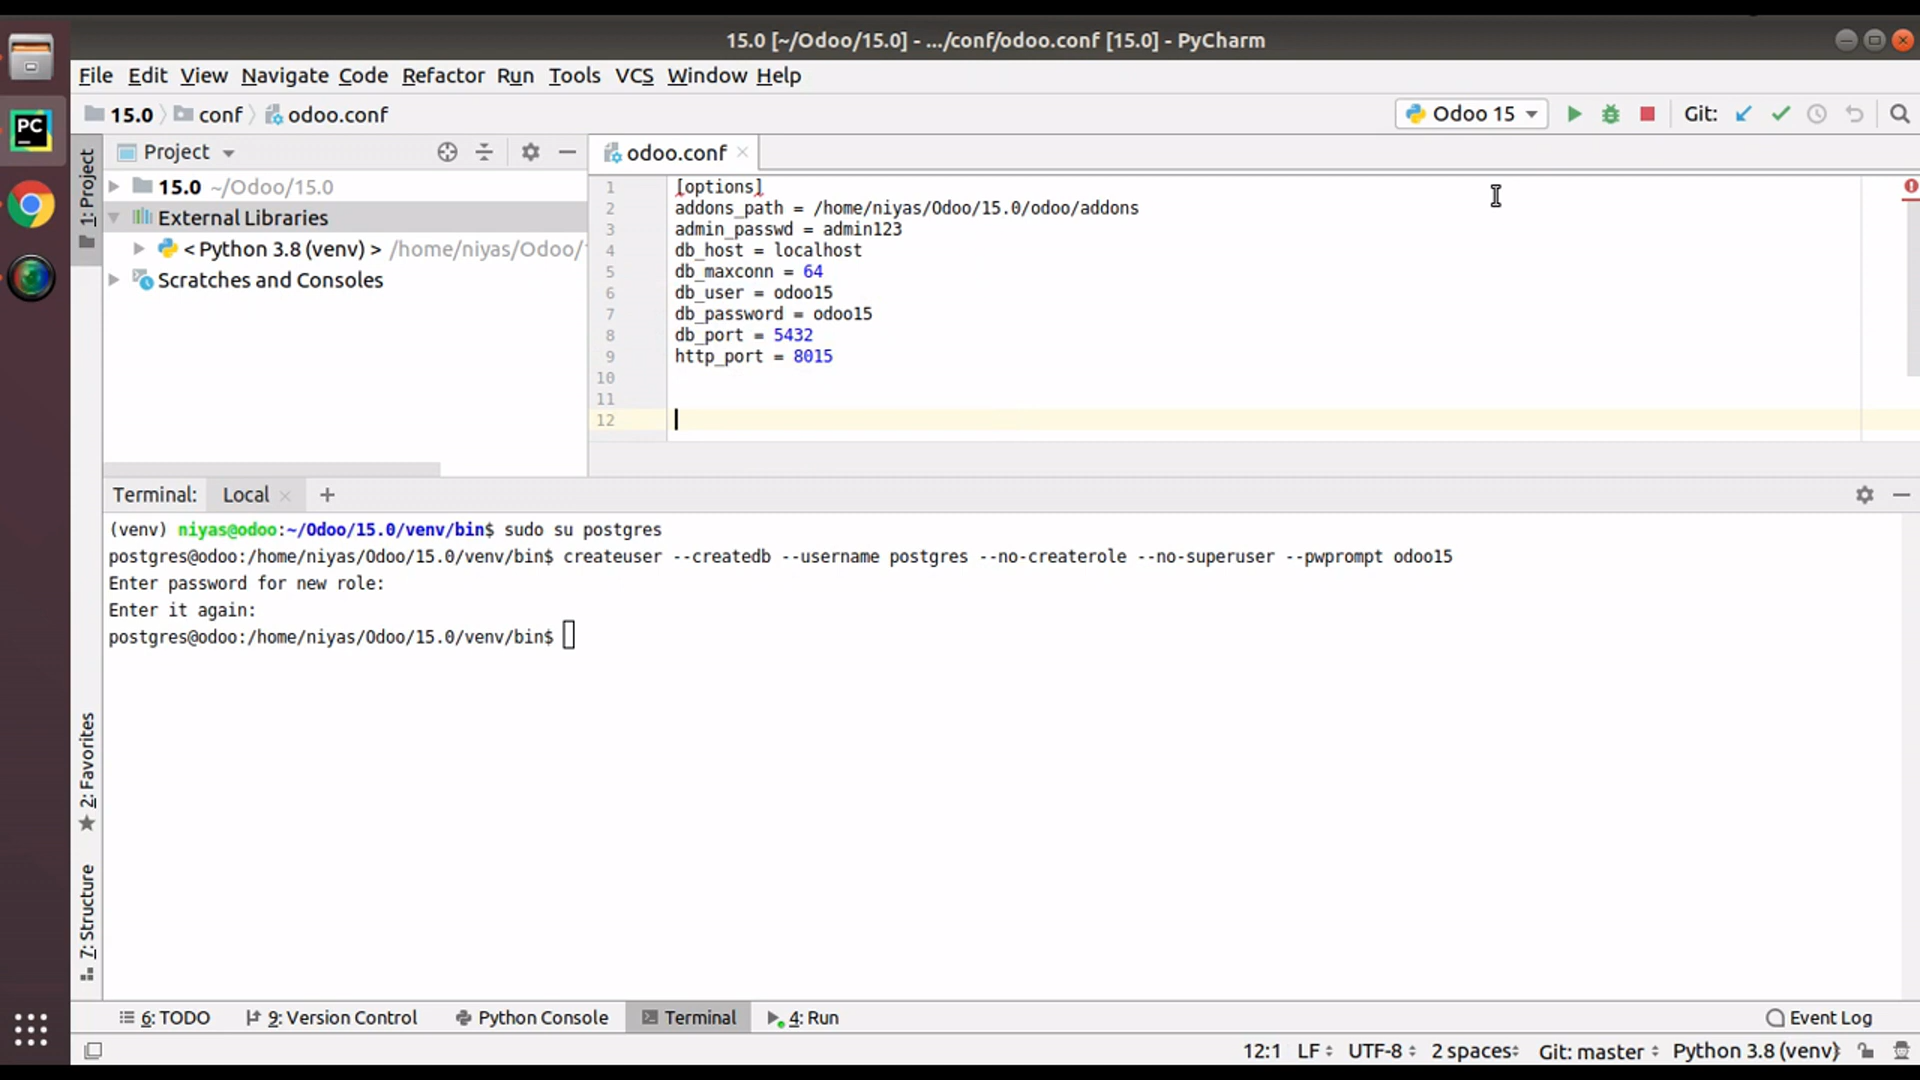 15.0 [~/Odoo/15.0] - .../conf/odoo.conf [15.0] - PyCharm
File Edit View Navigate Code Refactor Run Tools VCS Window Help
15.0 conf odoo.conf Odoo 15 Git:
Project odoo.conf
1: Project
15.0 ~/Odoo/15.0
External Libraries
< Python 3.8 (venv) > /home/niyas/Odoo/
Scratches and Consoles
1 [options]
2 addons_path = /home/niyas/Odoo/15.0/odoo/addons
3 admin_passwd = admin123
4 db_host = localhost
5 db_maxconn = 64
6 db_user = odoo15
7 db_password = odoo15
8 db_port = 5432
9 http_port = 8015
10
11
12
Terminal: Local +
(venv) niyas@odoo:~/Odoo/15.0/venv/bin$ sudo su postgres
postgres@odoo:/home/niyas/Odoo/15.0/venv/bin$ createuser --createdb --username postgres --no-createrole --no-superuser --pwprompt odoo15
Enter password for new role:
Enter it again:
postgres@odoo:/home/niyas/Odoo/15.0/venv/bin$
2: Favorites
7: Structure
6: TODO 9: Version Control Python Console Terminal 4: Run Event Log
12:1 LF UTF-8 2 spaces Git: master Python 3.8 (venv)
PC